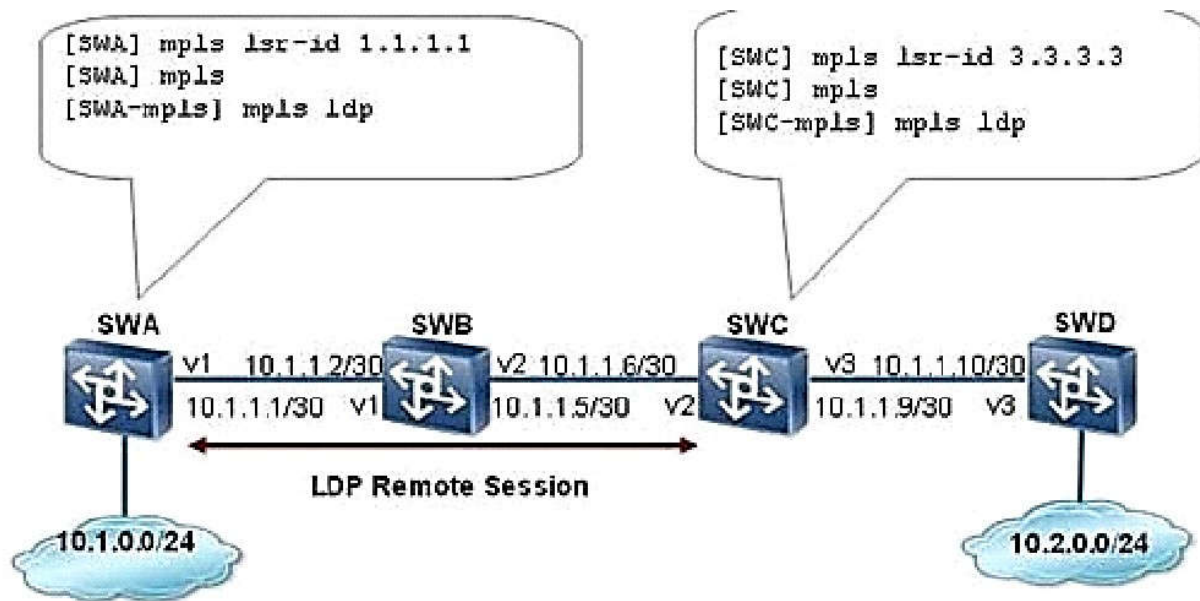 [SWA] mpls lsr-id 1.1.1.1
[SWA] mpls
[SWA-mpls] mpls ldp
[SWC] mpls lsr-id 3.3.3.3
[SWC] mpls
[SWC-mpls] mpls ldp
SWA
SWB
SWC
SWD
v1 10.1.1.2/30
v2 10.1.1.6/30
v3 10.1.1.10/30
10.1.1.1/30 v1
10.1.1.5/30 v2
10.1.1.9/30 v3
LDP Remote Session
10.1.0.0/24
10.2.0.0/24